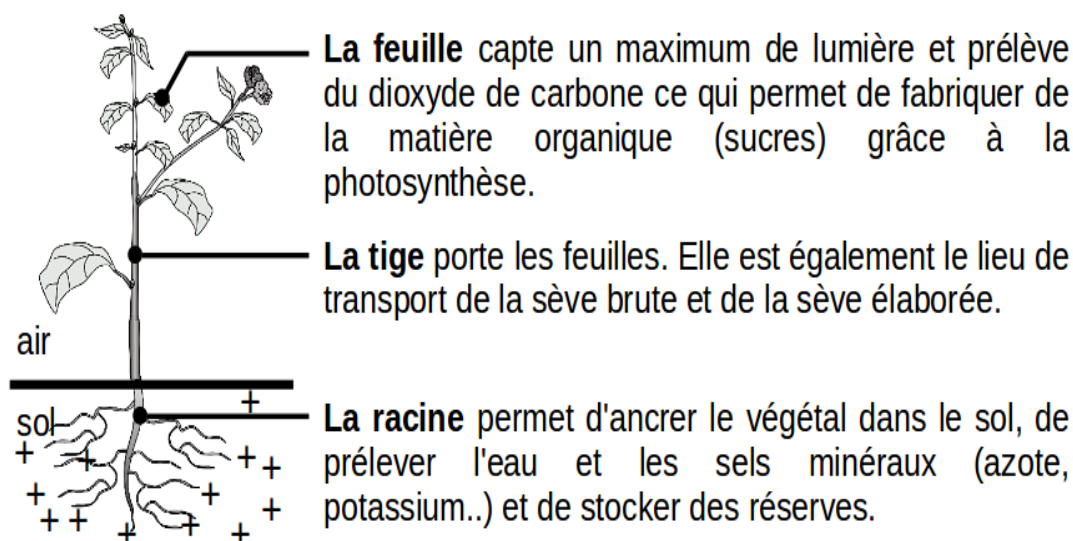 La feuille capte un maximum de lumière et prélève
du dioxyde de carbone ce qui permet de fabriquer de
la matière organique (sucres) grâce à la
photosynthèse.
La tige porte les feuilles. Elle est également le lieu de
transport de la sève brute et de la sève élaborée.
air
sol
La racine permet d'ancrer le végétal dans le sol, de
prélever l'eau et les sels minéraux (azote,
potassium..) et de stocker des réserves.